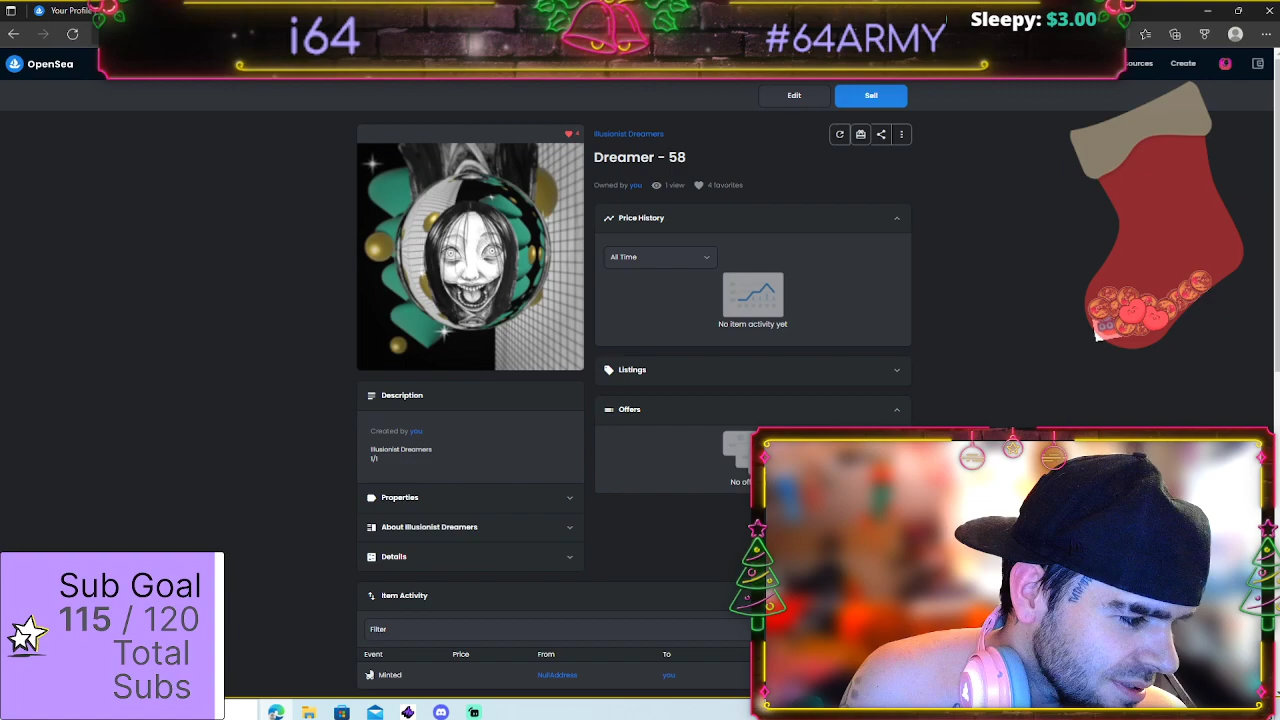 Your Profile
i64
#64ARMY
Sleepy: $3.00
OpenSea
Create
Edit
Sell
4
Illusionist Dreamers
Dreamer - 58
Owned by you
1 view
4 favorites
Price History
All Time
No item activity yet
Listings
Offers
Description
Created by you
Illusionist Dreamers
1/1
Properties
About Illusionist Dreamers
Details
Item Activity
Filter
Event Price From To
Minted NullAddress you
Sub Goal
115 / 120
Total
Subs